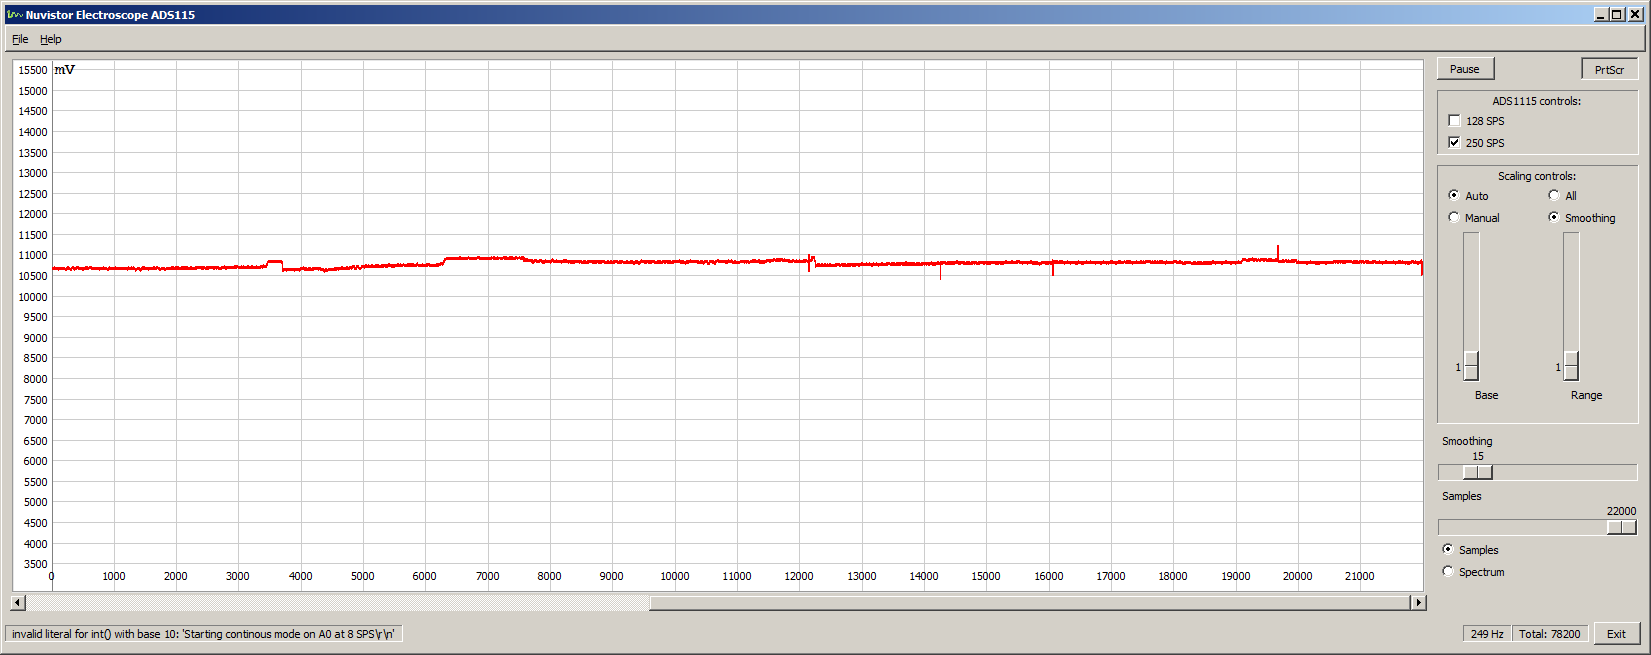 Nuvistor Electroscope ADS115
File Help
mV
15500
15000
14500
14000
13500
13000
12500
12000
11500
11000
10500
10000
9500
9000
8500
8000
7500
7000
6500
6000
5500
5000
4500
4000
3500
0 1000 2000 3000 4000 5000 6000 7000 8000 9000 10000 11000 12000 13000 14000 15000 16000 17000 18000 19000 20000 21000
Pause PrtScr
ADS1115 controls:
128 SPS
250 SPS
Scaling controls:
Auto All
Manual Smoothing
1 1
Base Range
Smoothing
15
Samples
22000
Samples
Spectrum
invalid literal for int() with base 10: 'Starting continous mode on A0 at 8 SPS\r\n'
249 Hz Total: 78200 Exit